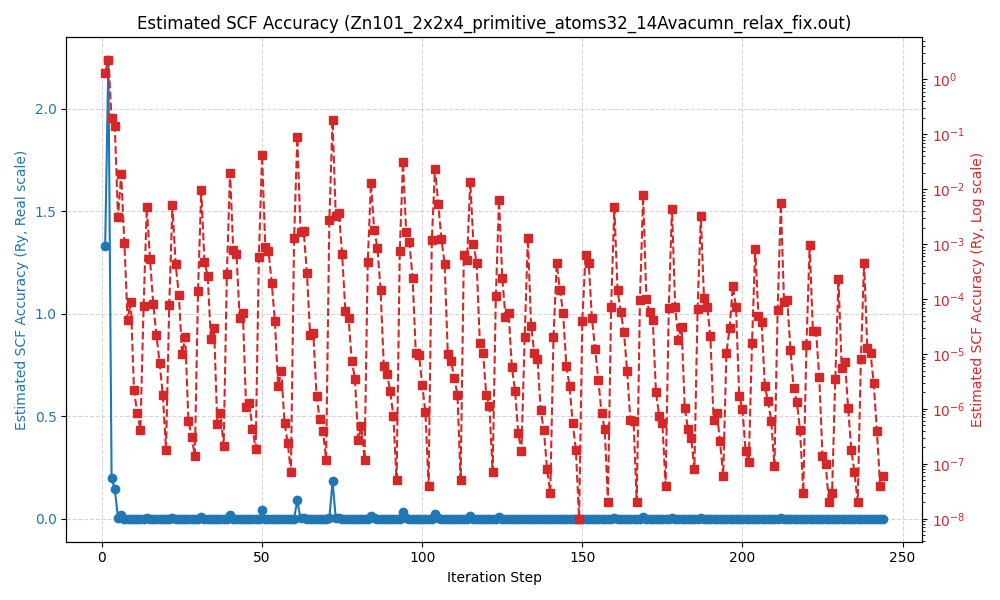 Estimated SCF Accuracy (Zn101_2x2x4_primitive_atoms32_14Avacumn_relax_fix.out)
Estimated SCF Accuracy (Ry, Real scale)
2.0
1.5
1.0
0.5
0.0
10⁰
10⁻¹
10⁻²
10⁻³
10⁻⁴
10⁻⁵
10⁻⁶
10⁻⁷
10⁻⁸
Estimated SCF Accuracy (Ry, Log scale)
0 50 100 150 200 250
Iteration Step